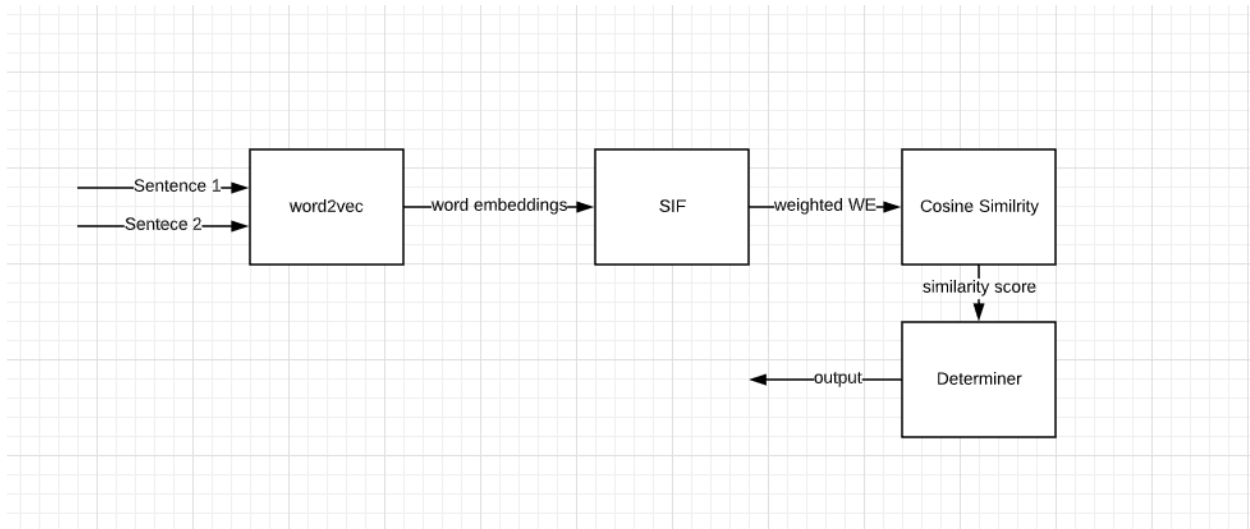 Sentence 1
Sentece 2
word2vec
word embeddings
SIF
weighted WE
Cosine Similrity
similarity score
Determiner
output